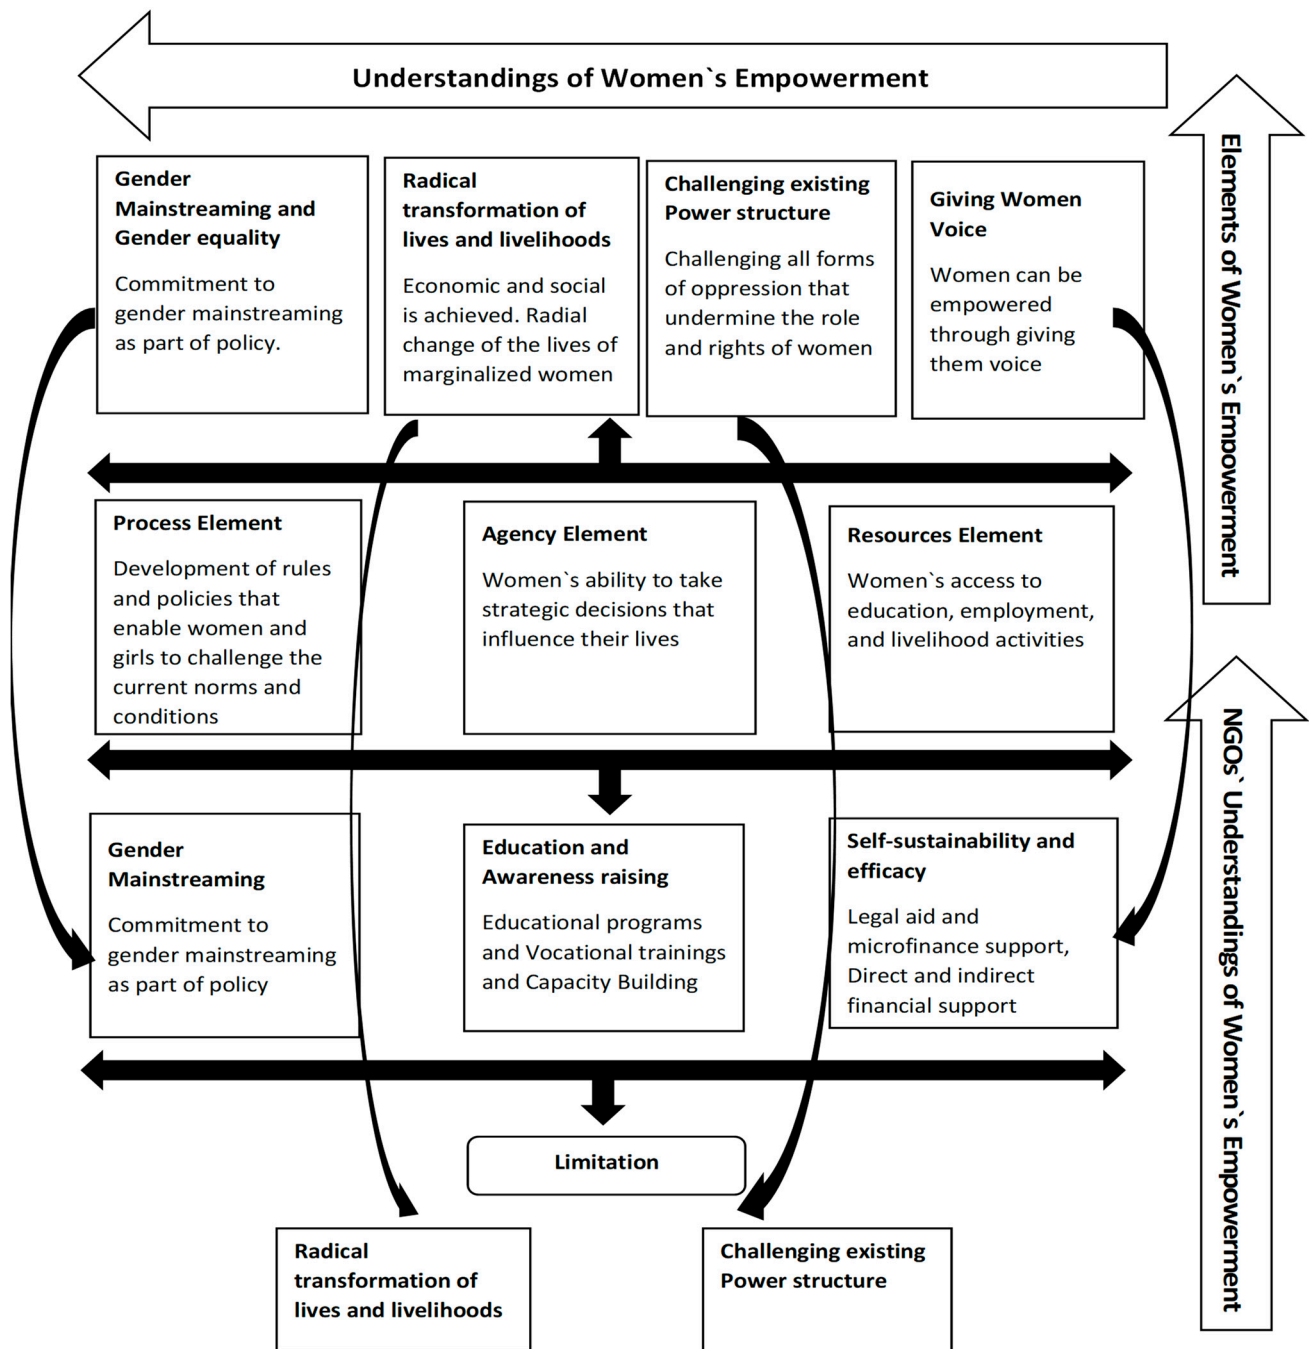 Understandings of Women`s Empowerment
Gender
Mainstreaming and
Gender equality
Commitment to
gender mainstreaming
as part of policy.
Radical
transformation of
lives and livelihoods
Economic and social
is achieved. Radial
change of the lives of
marginalized women
Challenging existing
Power structure
Challenging all forms
of oppression that
undermine the role
and rights of women
Giving Women
Voice
Women can be
empowered
through giving
them voice
Elements of Women`s Empowerment
Process Element
Development of rules
and policies that
enable women and
girls to challenge the
current norms and
conditions
Agency Element
Women`s ability to take
strategic decisions that
influence their lives
Resources Element
Women`s access to
education, employment,
and livelihood activities
NGOs` Understandings of Women`s Empowerment
Gender
Mainstreaming
Commitment to
gender mainstreaming
as part of policy
Education and
Awareness raising
Educational programs
and Vocational trainings
and Capacity Building
Self-sustainability and
efficacy
Legal aid and
microfinance support,
Direct and indirect
financial support
Limitation
Radical
transformation of
lives and livelihoods
Challenging existing
Power structure